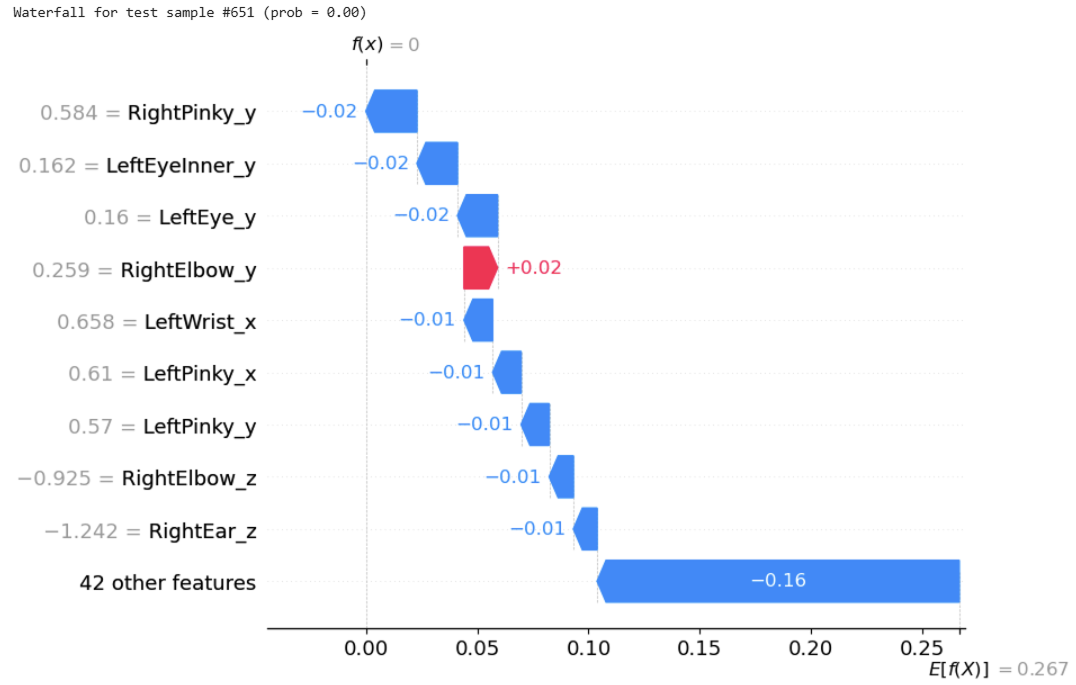 Waterfall for test sample #651 (prob = 0.00)
f(x) = 0
0.584 = RightPinky_y
−0.02
0.162 = LeftEyeInner_y
−0.02
0.16 = LeftEye_y
−0.02
0.259 = RightElbow_y
+0.02
0.658 = LeftWrist_x
−0.01
0.61 = LeftPinky_x
−0.01
0.57 = LeftPinky_y
−0.01
−0.925 = RightElbow_z
−0.01
−1.242 = RightEar_z
−0.01
42 other features
−0.16
0.00 0.05 0.10 0.15 0.20 0.25
E[f(X)] = 0.267